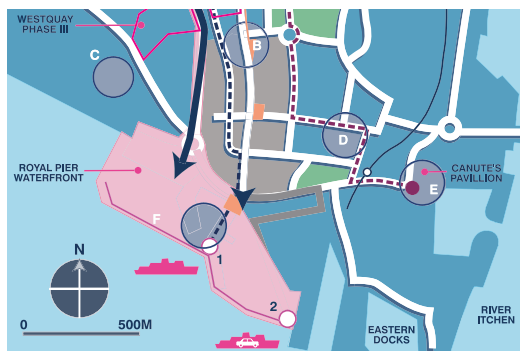 WESTQUAY
PHASE III
B
C
D
ROYAL PIER
WATERFRONT
CANUTE'S
PAVILLION
E
F
1
N
2
0 500M
EASTERN
DOCKS
RIVER
ITCHEN